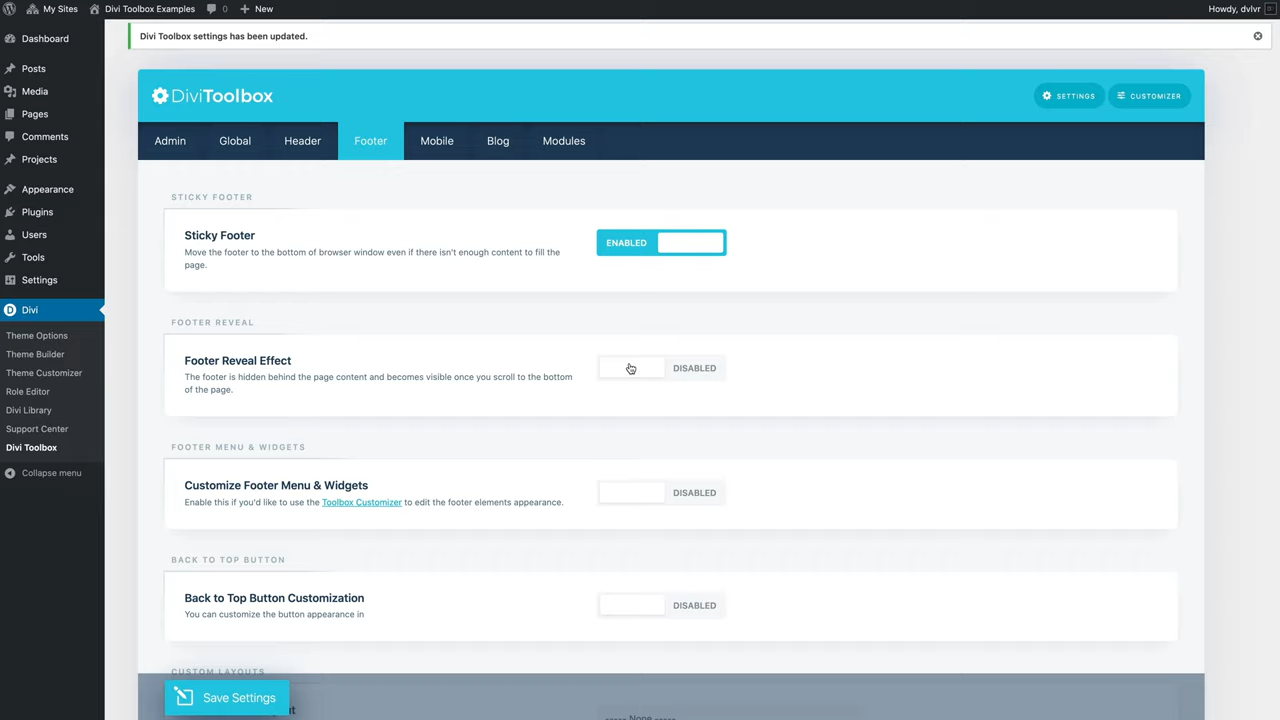 My Sites
Divi Toolbox Examples
0
New
Howdy, dvlvr
Dashboard
Posts
Media
Pages
Comments
Projects
Appearance
Plugins
Users
Tools
Settings
Divi
Theme Options
Theme Builder
Theme Customizer
Role Editor
Divi Library
Support Center
Divi Toolbox
Collapse menu
Divi Toolbox settings has been updated.
DiviToolbox
SETTINGS
CUSTOMIZER
Admin
Global
Header
Footer
Mobile
Blog
Modules
STICKY FOOTER
Sticky Footer
Move the footer to the bottom of browser window even if there isn't enough content to fill the
page.
ENABLED
FOOTER REVEAL
Footer Reveal Effect
The footer is hidden behind the page content and becomes visible once you scroll to the bottom
of the page.
DISABLED
FOOTER MENU & WIDGETS
Customize Footer Menu & Widgets
Enable this if you'd like to use the Toolbox Customizer to edit the footer elements appearance.
DISABLED
BACK TO TOP BUTTON
Back to Top Button Customization
You can customize the button appearance in
DISABLED
CUSTOM LAYOUTS
Save Settings
----- None -----